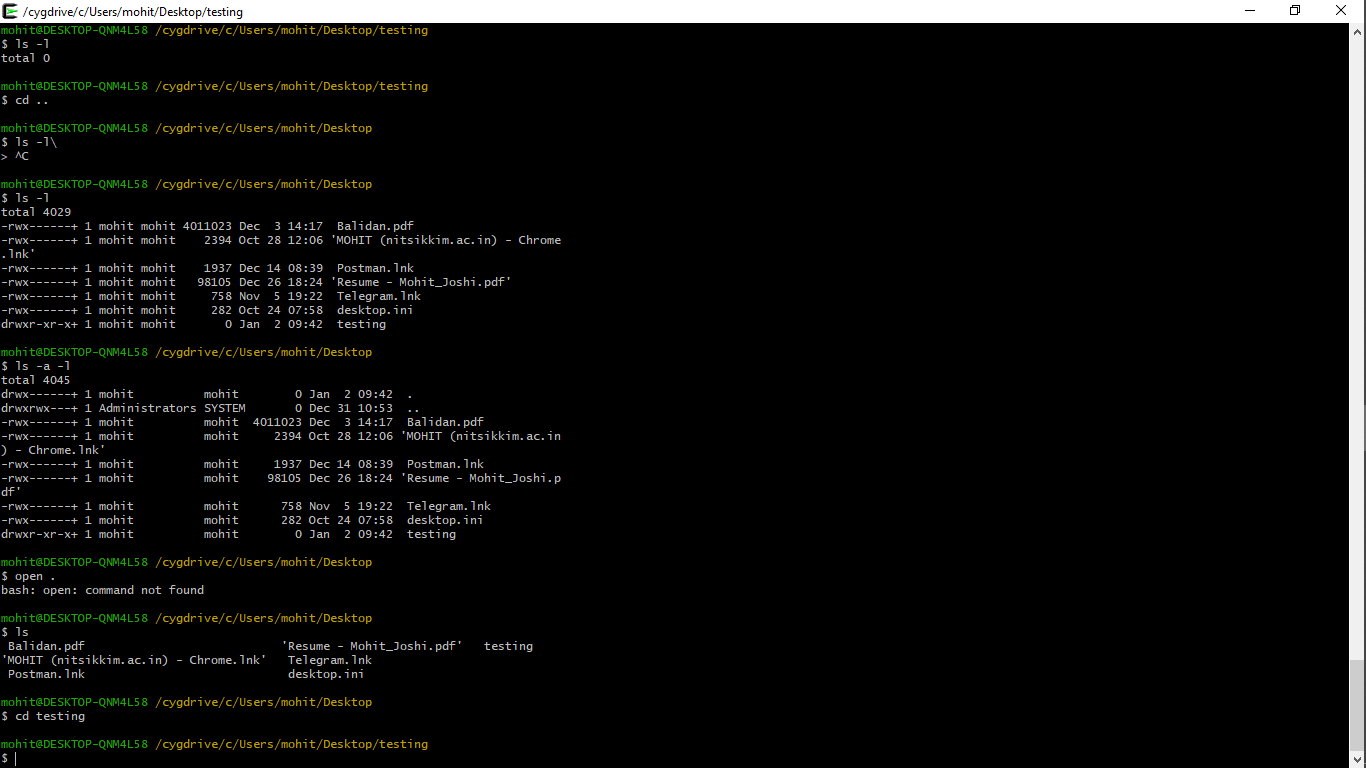 /cygdrive/c/Users/mohit/Desktop/testing
mohit@DESKTOP-QNM4L58 /cygdrive/c/Users/mohit/Desktop/testing
$ ls -l
total 0
mohit@DESKTOP-QNM4L58 /cygdrive/c/Users/mohit/Desktop/testing
$ cd ..
mohit@DESKTOP-QNM4L58 /cygdrive/c/Users/mohit/Desktop
$ ls -l\
> ^C
mohit@DESKTOP-QNM4L58 /cygdrive/c/Users/mohit/Desktop
$ ls -l
total 4029
-rwx------+ 1 mohit mohit 4011023 Dec  3 14:17  Balidan.pdf
-rwx------+ 1 mohit mohit    2394 Oct 28 12:06 'MOHIT (nitsikkim.ac.in) - Chrome
.lnk'
-rwx------+ 1 mohit mohit    1937 Dec 14 08:39  Postman.lnk
-rwx------+ 1 mohit mohit   98105 Dec 26 18:24 'Resume - Mohit_Joshi.pdf'
-rwx------+ 1 mohit mohit     758 Nov  5 19:22  Telegram.lnk
-rwx------+ 1 mohit mohit     282 Oct 24 07:58  desktop.ini
drwxr-xr-x+ 1 mohit mohit       0 Jan  2 09:42  testing
mohit@DESKTOP-QNM4L58 /cygdrive/c/Users/mohit/Desktop
$ ls -a -l
total 4045
drwx------+ 1 mohit          mohit        0 Jan  2 09:42  .
drwxrwx---+ 1 Administrators SYSTEM       0 Dec 31 10:53  ..
-rwx------+ 1 mohit          mohit  4011023 Dec  3 14:17  Balidan.pdf
-rwx------+ 1 mohit          mohit     2394 Oct 28 12:06 'MOHIT (nitsikkim.ac.in
) - Chrome.lnk'
-rwx------+ 1 mohit          mohit     1937 Dec 14 08:39  Postman.lnk
-rwx------+ 1 mohit          mohit    98105 Dec 26 18:24 'Resume - Mohit_Joshi.p
df'
-rwx------+ 1 mohit          mohit      758 Nov  5 19:22  Telegram.lnk
-rwx------+ 1 mohit          mohit      282 Oct 24 07:58  desktop.ini
drwxr-xr-x+ 1 mohit          mohit        0 Jan  2 09:42  testing
mohit@DESKTOP-QNM4L58 /cygdrive/c/Users/mohit/Desktop
$ open .
bash: open: command not found
mohit@DESKTOP-QNM4L58 /cygdrive/c/Users/mohit/Desktop
$ ls
 Balidan.pdf                            'Resume - Mohit_Joshi.pdf'   testing
'MOHIT (nitsikkim.ac.in) - Chrome.lnk'   Telegram.lnk
 Postman.lnk                             desktop.ini
mohit@DESKTOP-QNM4L58 /cygdrive/c/Users/mohit/Desktop
$ cd testing
mohit@DESKTOP-QNM4L58 /cygdrive/c/Users/mohit/Desktop/testing
$